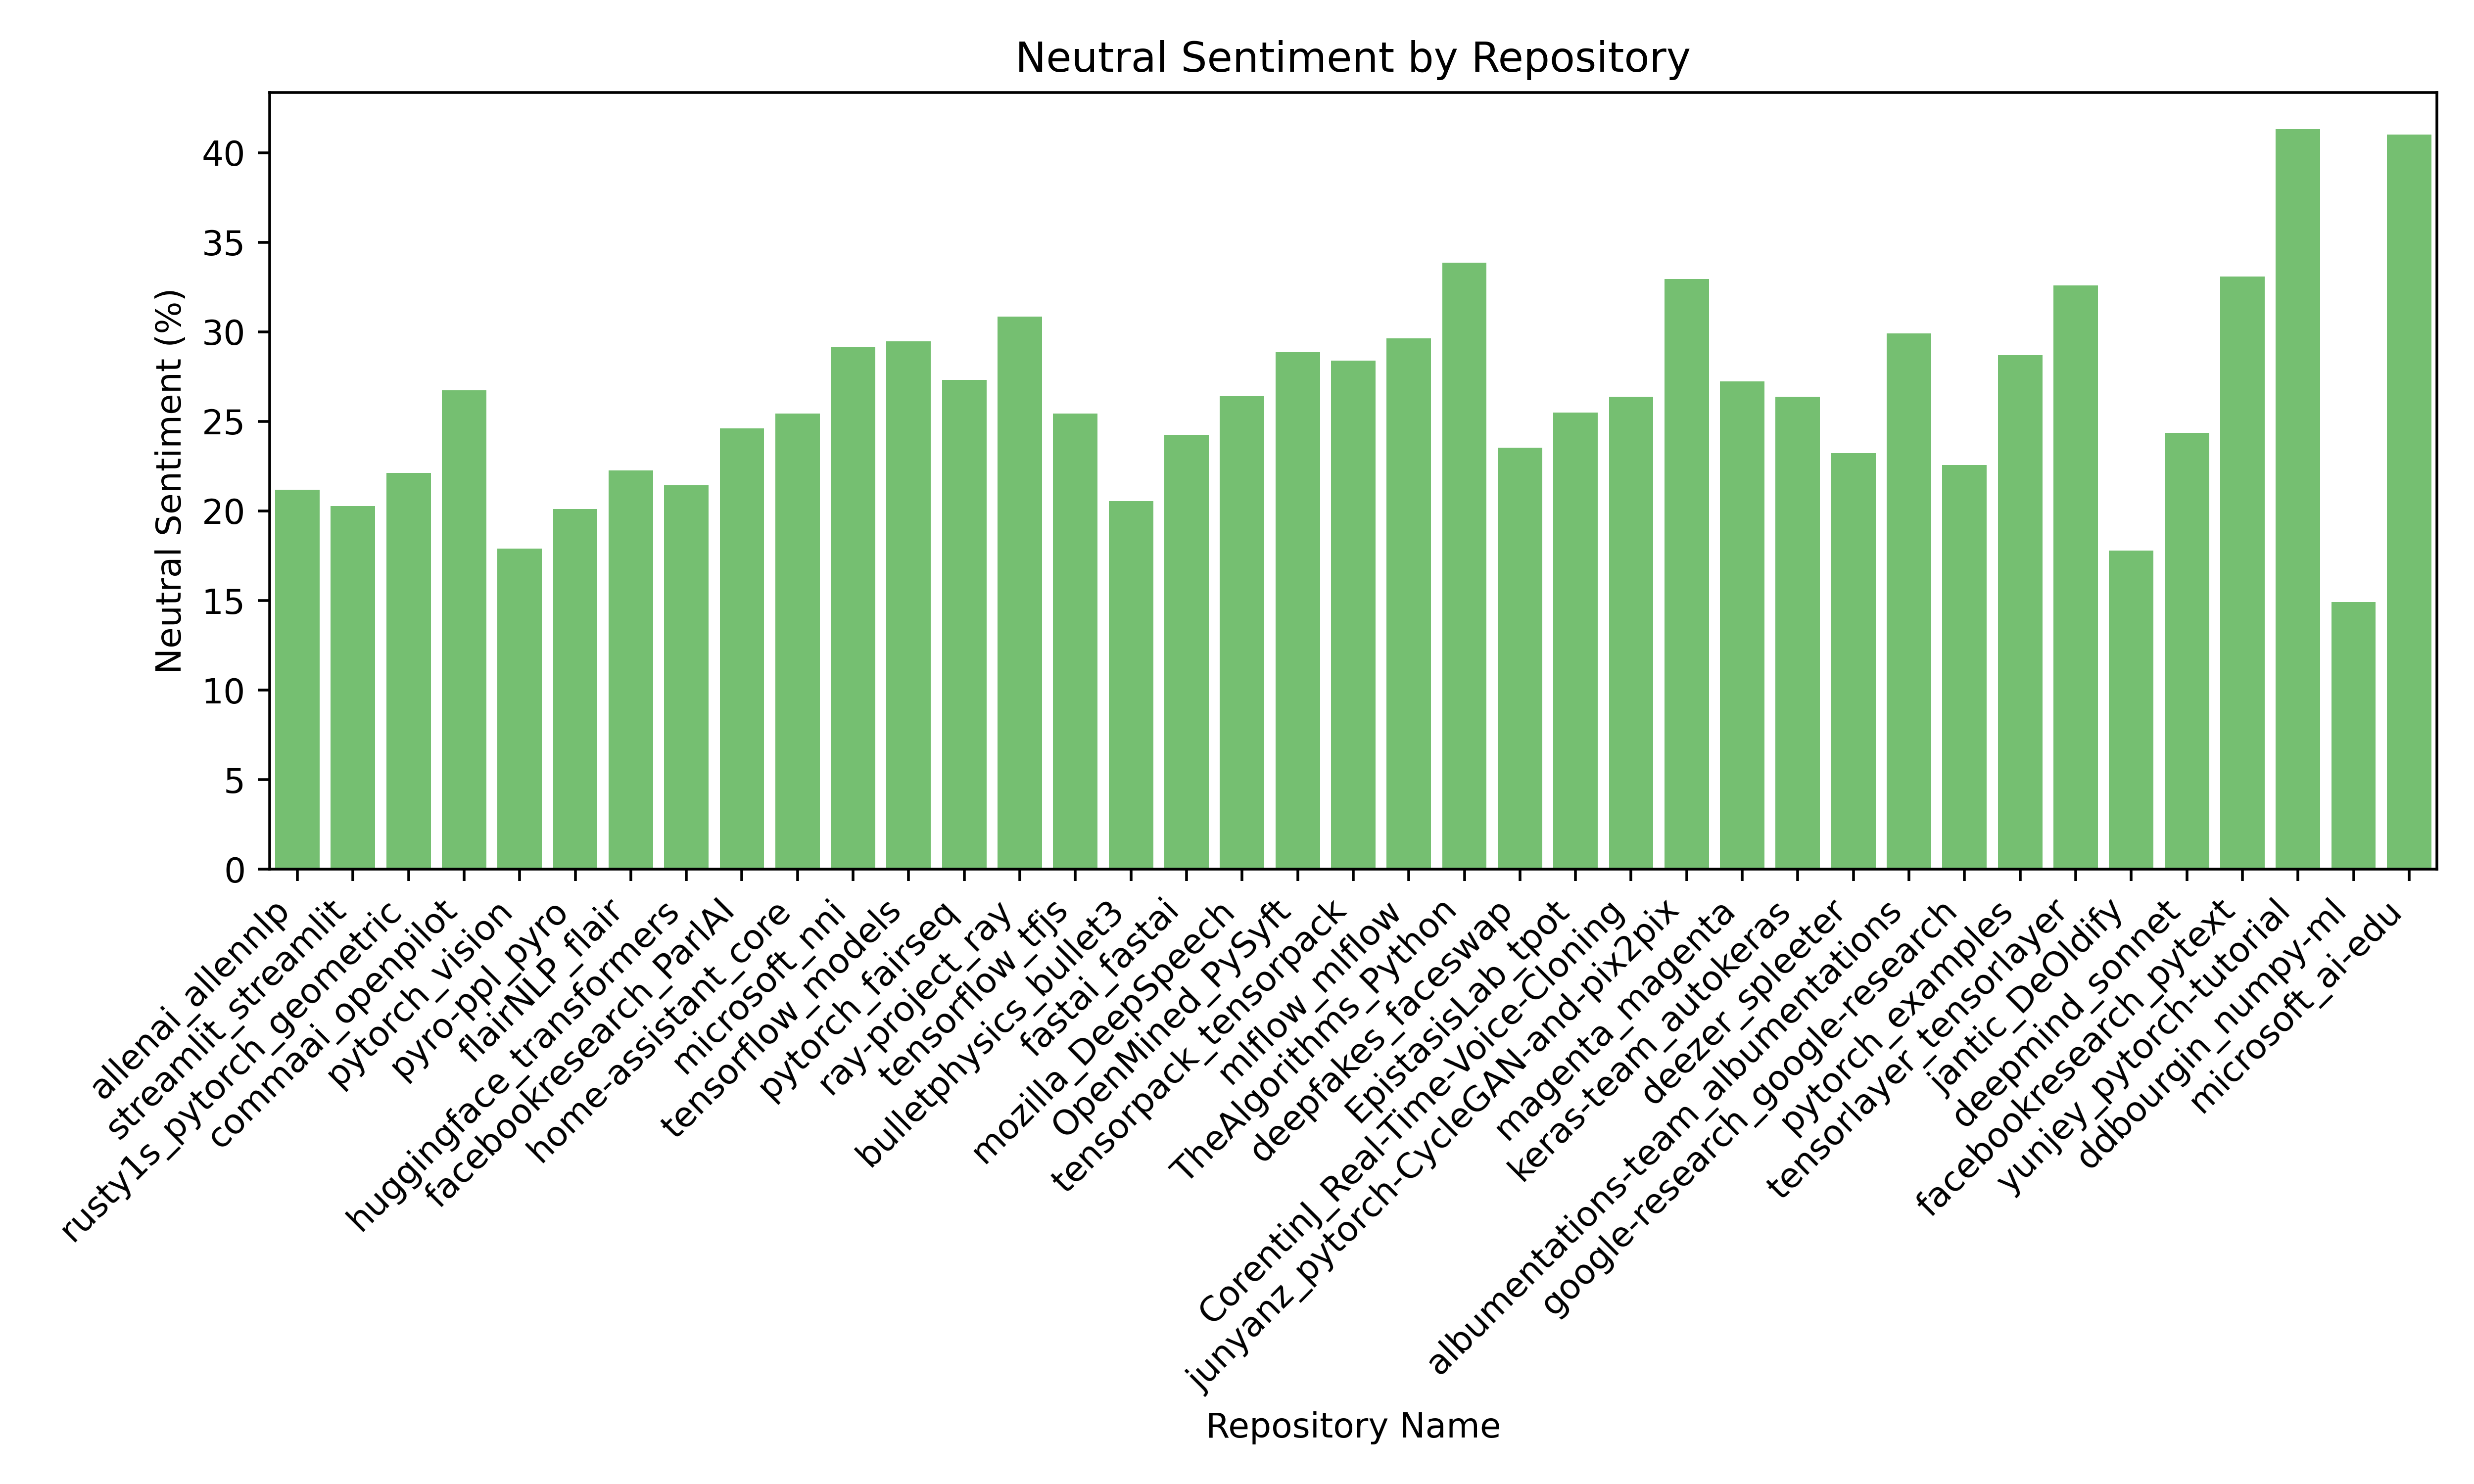 Neutral Sentiment by Repository
Neutral Sentiment (%)
40
35
30
25
20
15
10
5
0
allenai_allennlp
streamlit_streamlit
rusty1s_pytorch_geometric
commaai_openpilot
pytorch_vision
pyro-ppl_pyro
flairNLP_flair
huggingface_transformers
facebookresearch_ParlAI
home-assistant_core
microsoft_nni
tensorflow_models
pytorch_fairseq
ray-project_ray
tensorflow_tfjs
bulletphysics_bullet3
fastai_fastai
mozilla_DeepSpeech
OpenMined_PySyft
tensorpack_tensorpack
mlflow_mlflow
TheAlgorithms_Python
deepfakes_faceswap
EpistasisLab_tpot
CorentinJ_Real-Time-Voice-Cloning
junyanz_pytorch-CycleGAN-and-pix2pix
magenta_magenta
keras-team_autokeras
deezer_spleeter
albumentations-team_albumentations
google-research_google-research
pytorch_examples
tensorlayer_tensorlayer
jantic_DeOldify
deepmind_sonnet
facebookresearch_pytext
yunjey_pytorch-tutorial
ddbourgin_numpy-ml
microsoft_ai-edu
Repository Name